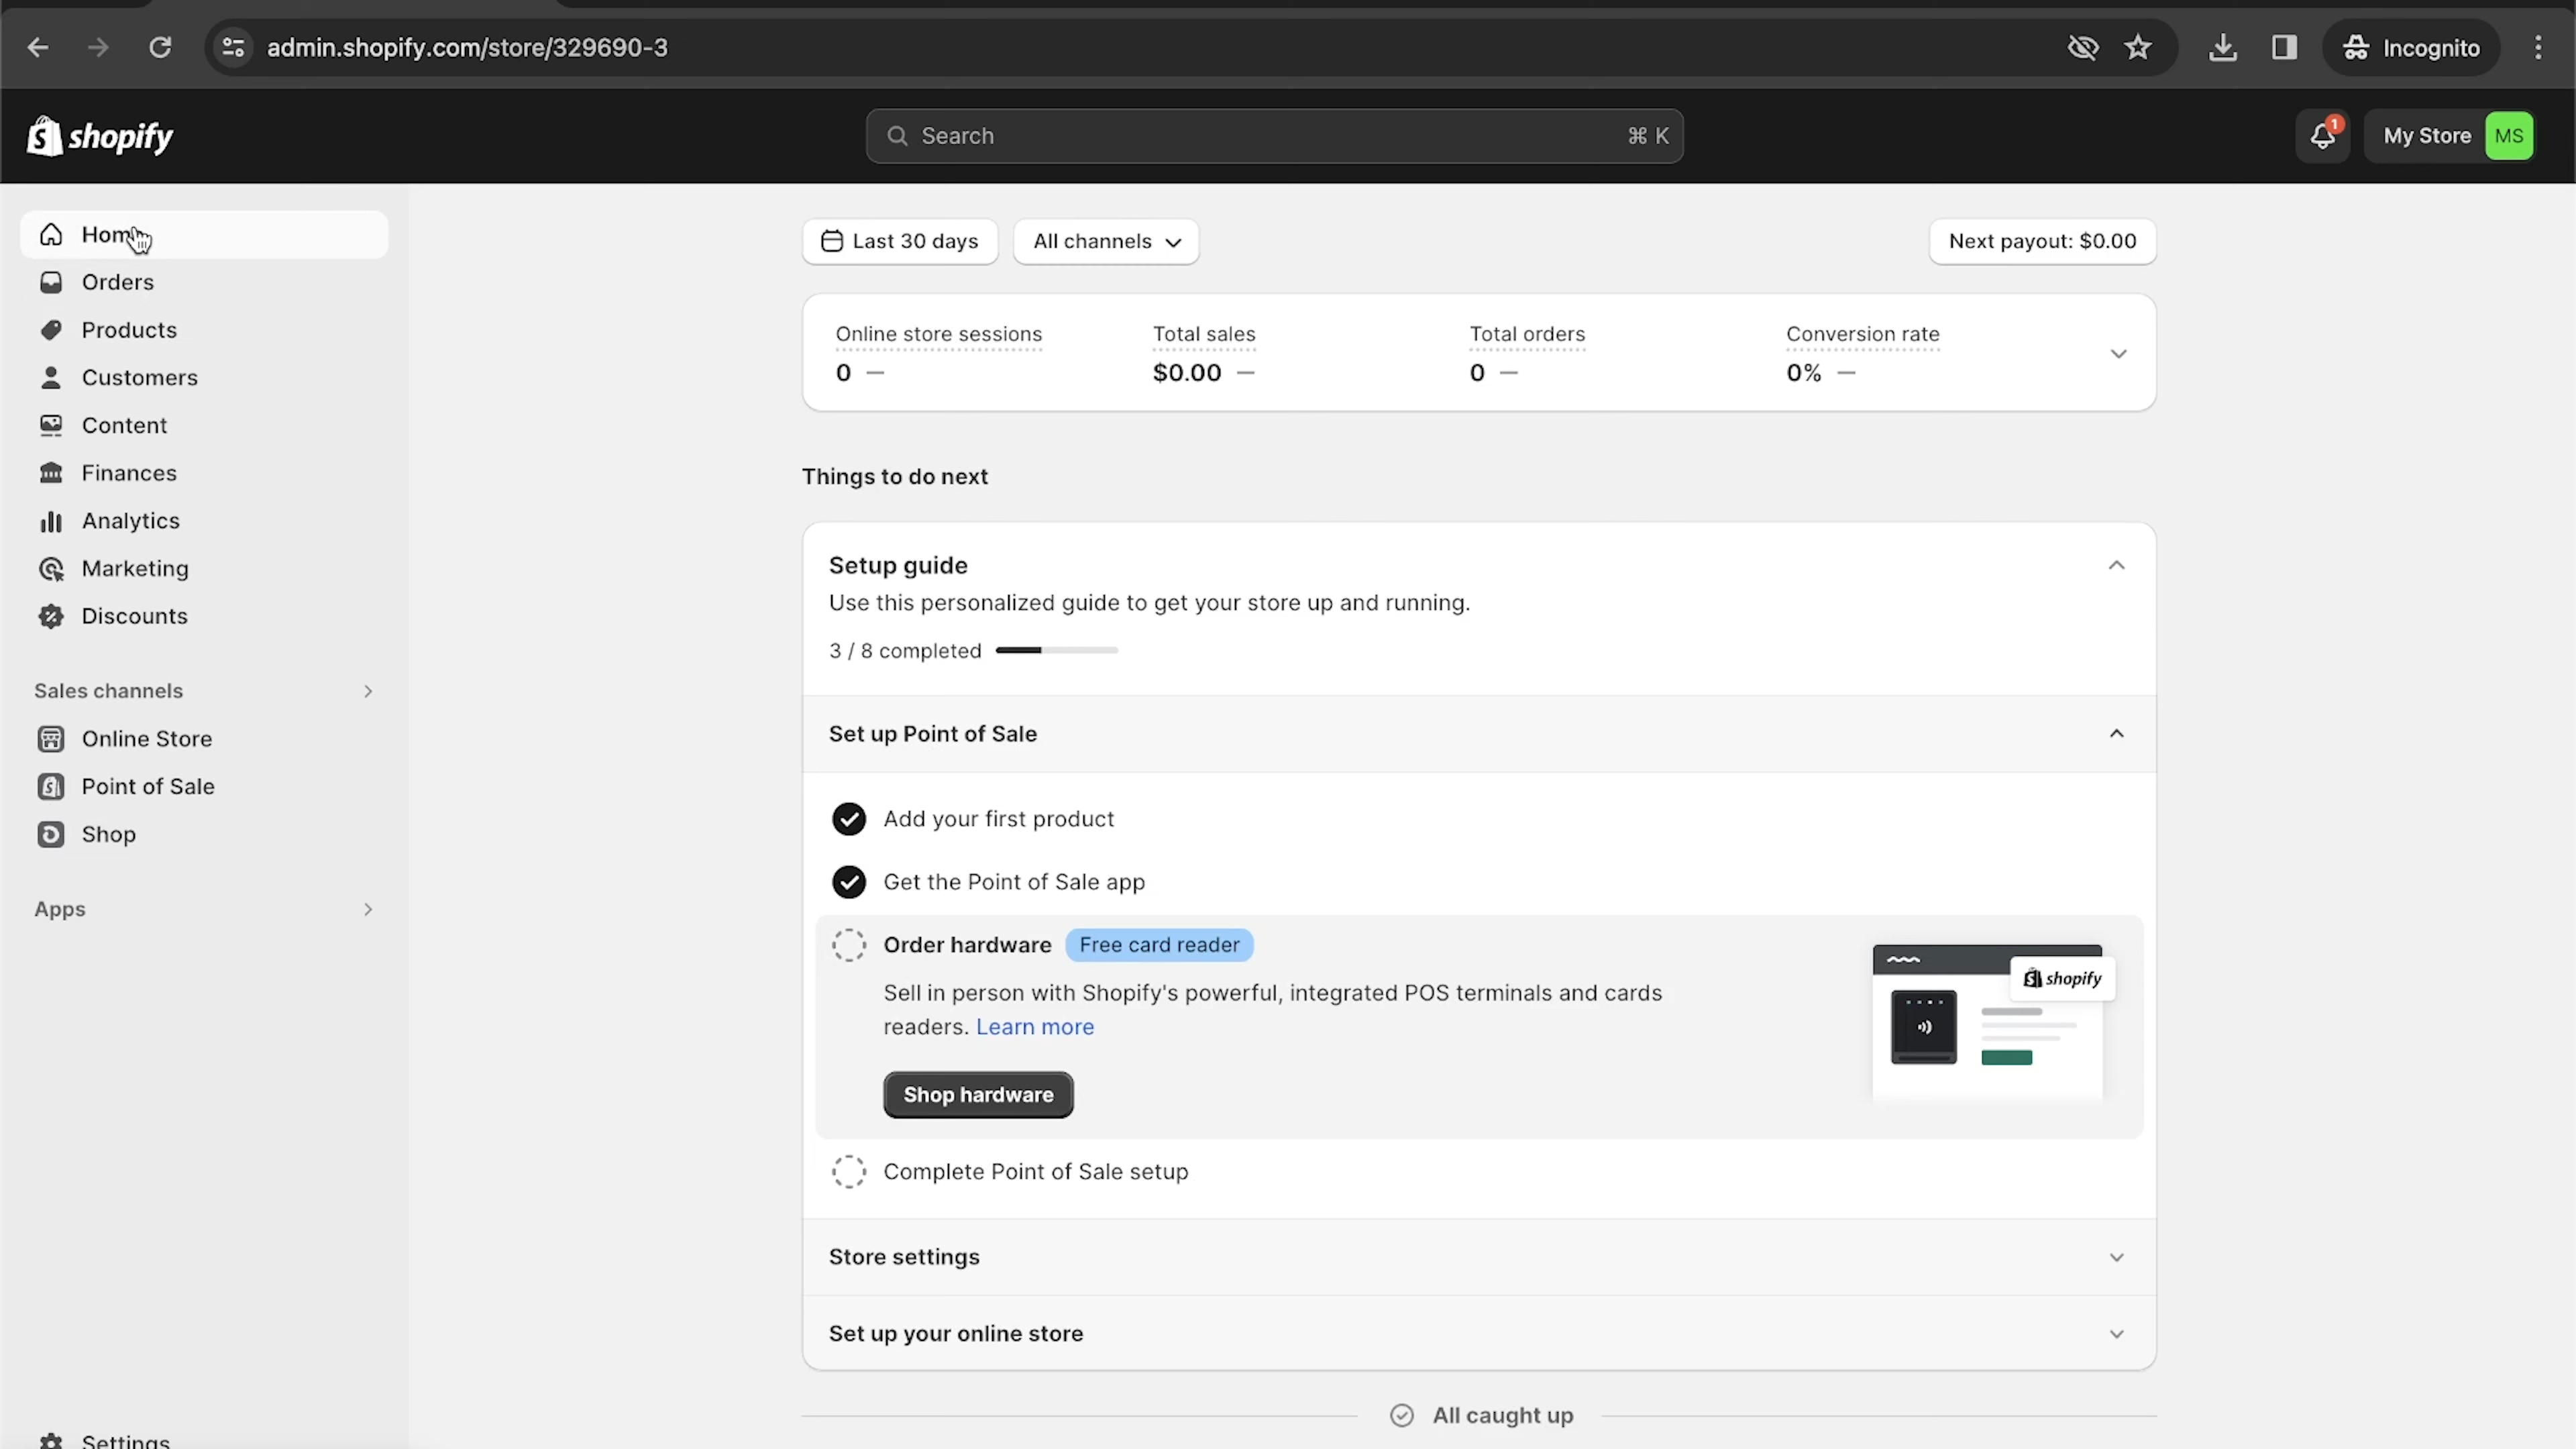 admin.shopify.com/store/329690-3
Incognito
shopify
Search
⌘ K
1
My Store
MS
Home
Orders
Products
Customers
Content
Finances
Analytics
Marketing
Discounts
Sales channels
Online Store
Point of Sale
Shop
Apps
Settings
Last 30 days
All channels
Next payout: $0.00
Online store sessions
0 —
Total sales
$0.00 —
Total orders
0 —
Conversion rate
0% —
Things to do next
Setup guide
Use this personalized guide to get your store up and running.
3 / 8 completed
Set up Point of Sale
Add your first product
Get the Point of Sale app
Order hardware
Free card reader
Sell in person with Shopify's powerful, integrated POS terminals and cards
readers. Learn more
Shop hardware
shopify
Complete Point of Sale setup
Store settings
Set up your online store
All caught up